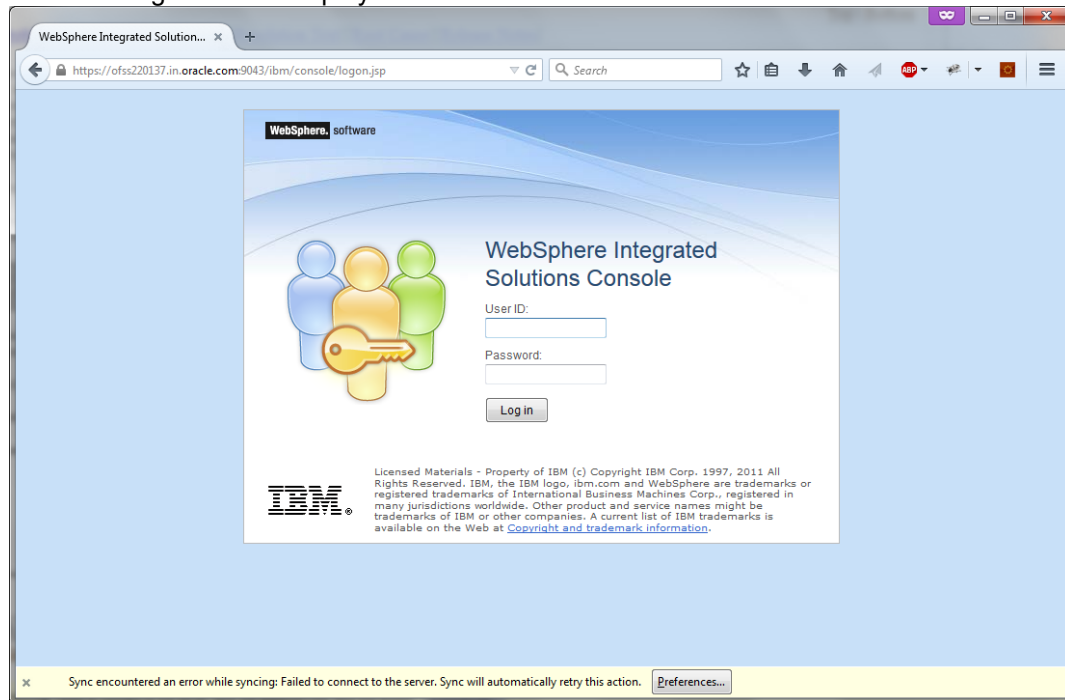 WebSphere Integrated Solution...
https://ofss220137.in.oracle.com:9043/ibm/console/logon.jsp
Search
ABP
WebSphere. software
WebSphere Integrated
Solutions Console
User ID:
Password:
Log in
IBM®
Licensed Materials - Property of IBM (c) Copyright IBM Corp. 1997, 2011 All
Rights Reserved. IBM, the IBM logo, ibm.com and WebSphere are trademarks or
registered trademarks of International Business Machines Corp., registered in
many jurisdictions worldwide. Other product and service names might be
trademarks of IBM or other companies. A current list of IBM trademarks is
available on the Web at Copyright and trademark information.
Sync encountered an error while syncing: Failed to connect to the server. Sync will automatically retry this action.
Preferences...